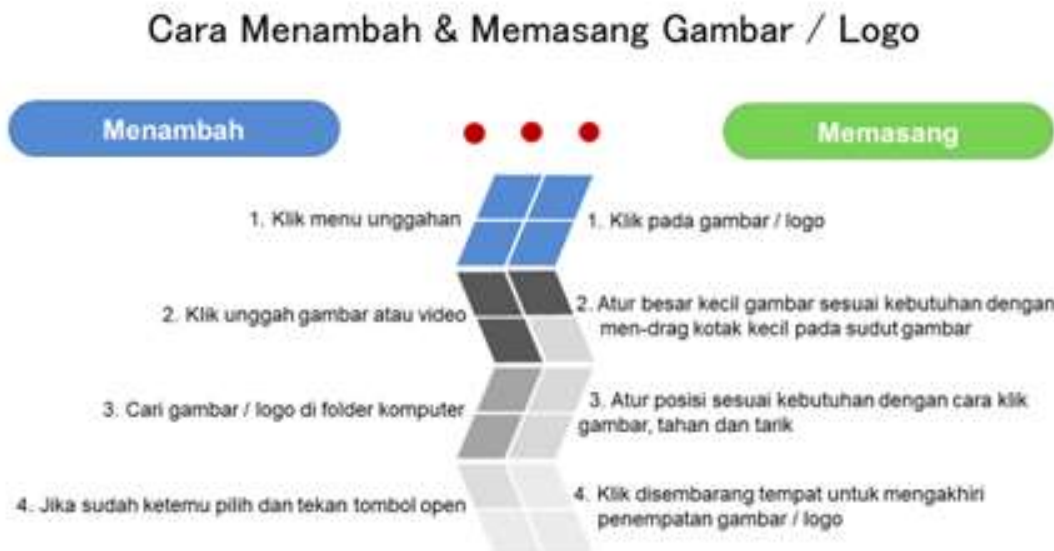 Cara Menambah & Memasang Gambar / Logo
Menambah
Memasang
1. Klik menu unggahan
1. Klik pada gambar / logo
2. Klik unggah gambar atau video
2. Atur besar kecil gambar sesuai kebutuhan dengan
men-drag kotak kecil pada sudut gambar
3. Cari gambar / logo di folder komputer
3. Atur posisi sesuai kebutuhan dengan cara klik
gambar, tahan dan tarik
4. Jika sudah ketemu pilih dan tekan tombol open
4. Klik disembarang tempat untuk mengakhiri
penempatan gambar / logo